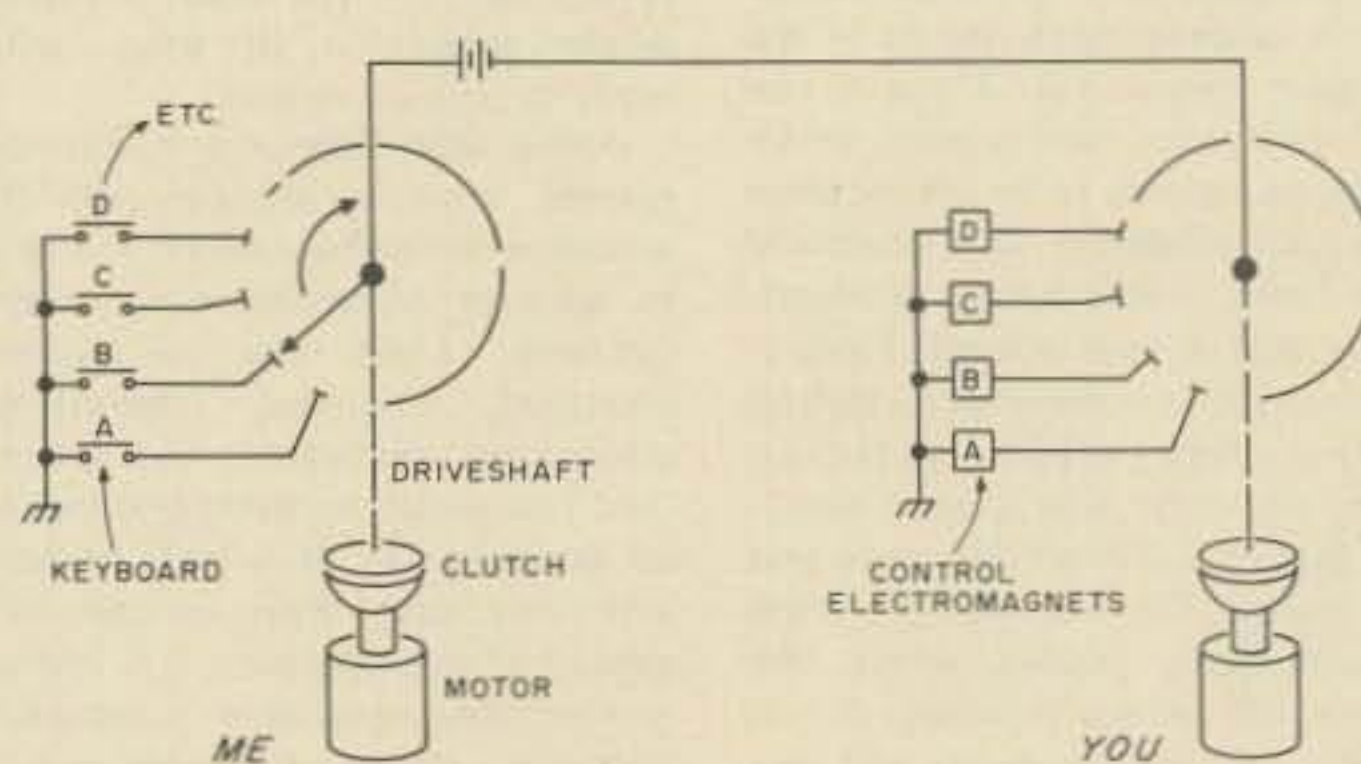 ETC.
D
C
B
A
KEYBOARD
DRIVESHAFT
CLUTCH
MOTOR
ME
D
C
B
A
CONTROL
ELECTROMAGNETS
YOU